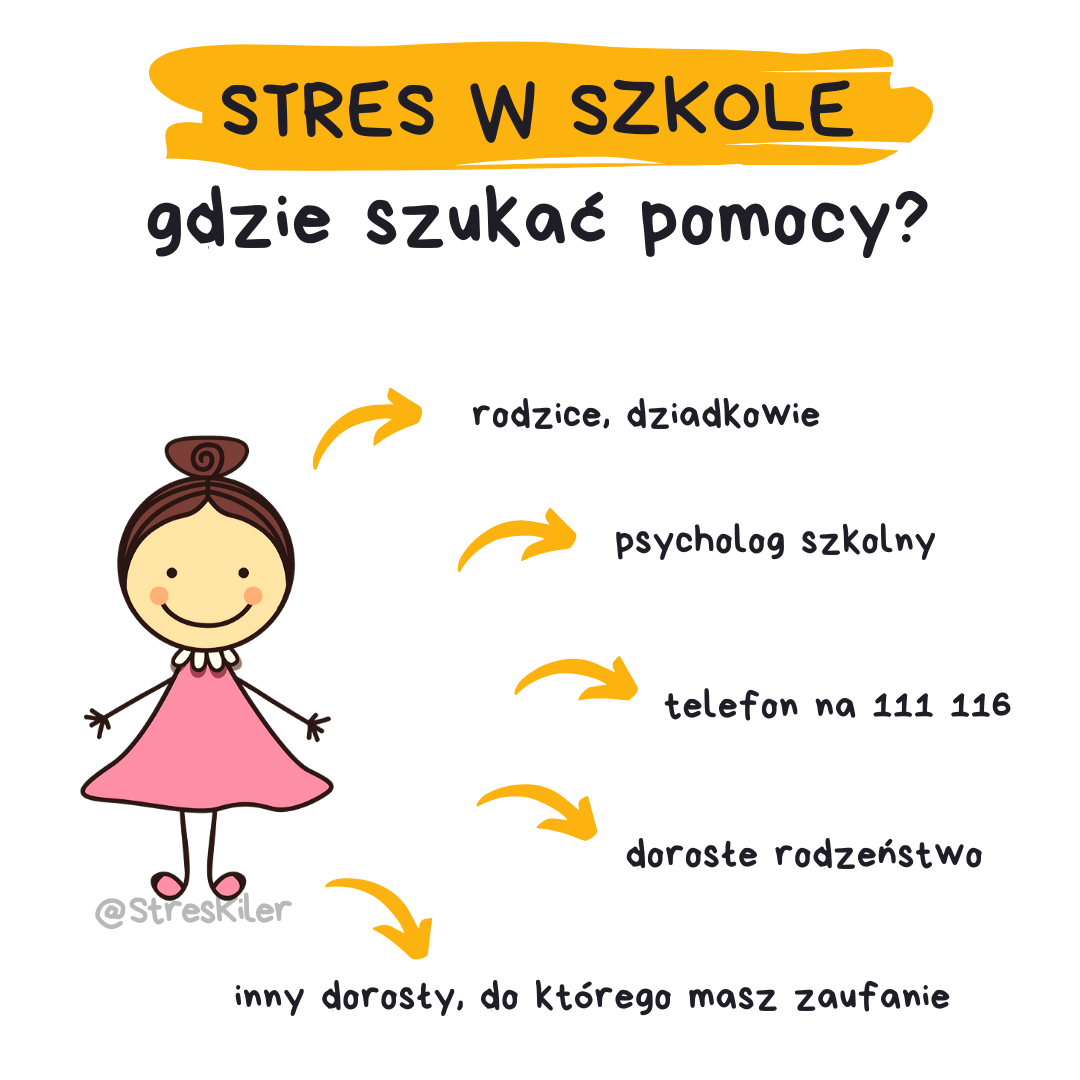 STRES W SZKOLE
gdzie szukać pomocy?
rodzice, dziadkowie
psycholog szkolny
telefon na 111 116
dorosłe rodzeństwo
@StresKiler
inny dorosły, do którego masz zaufanie